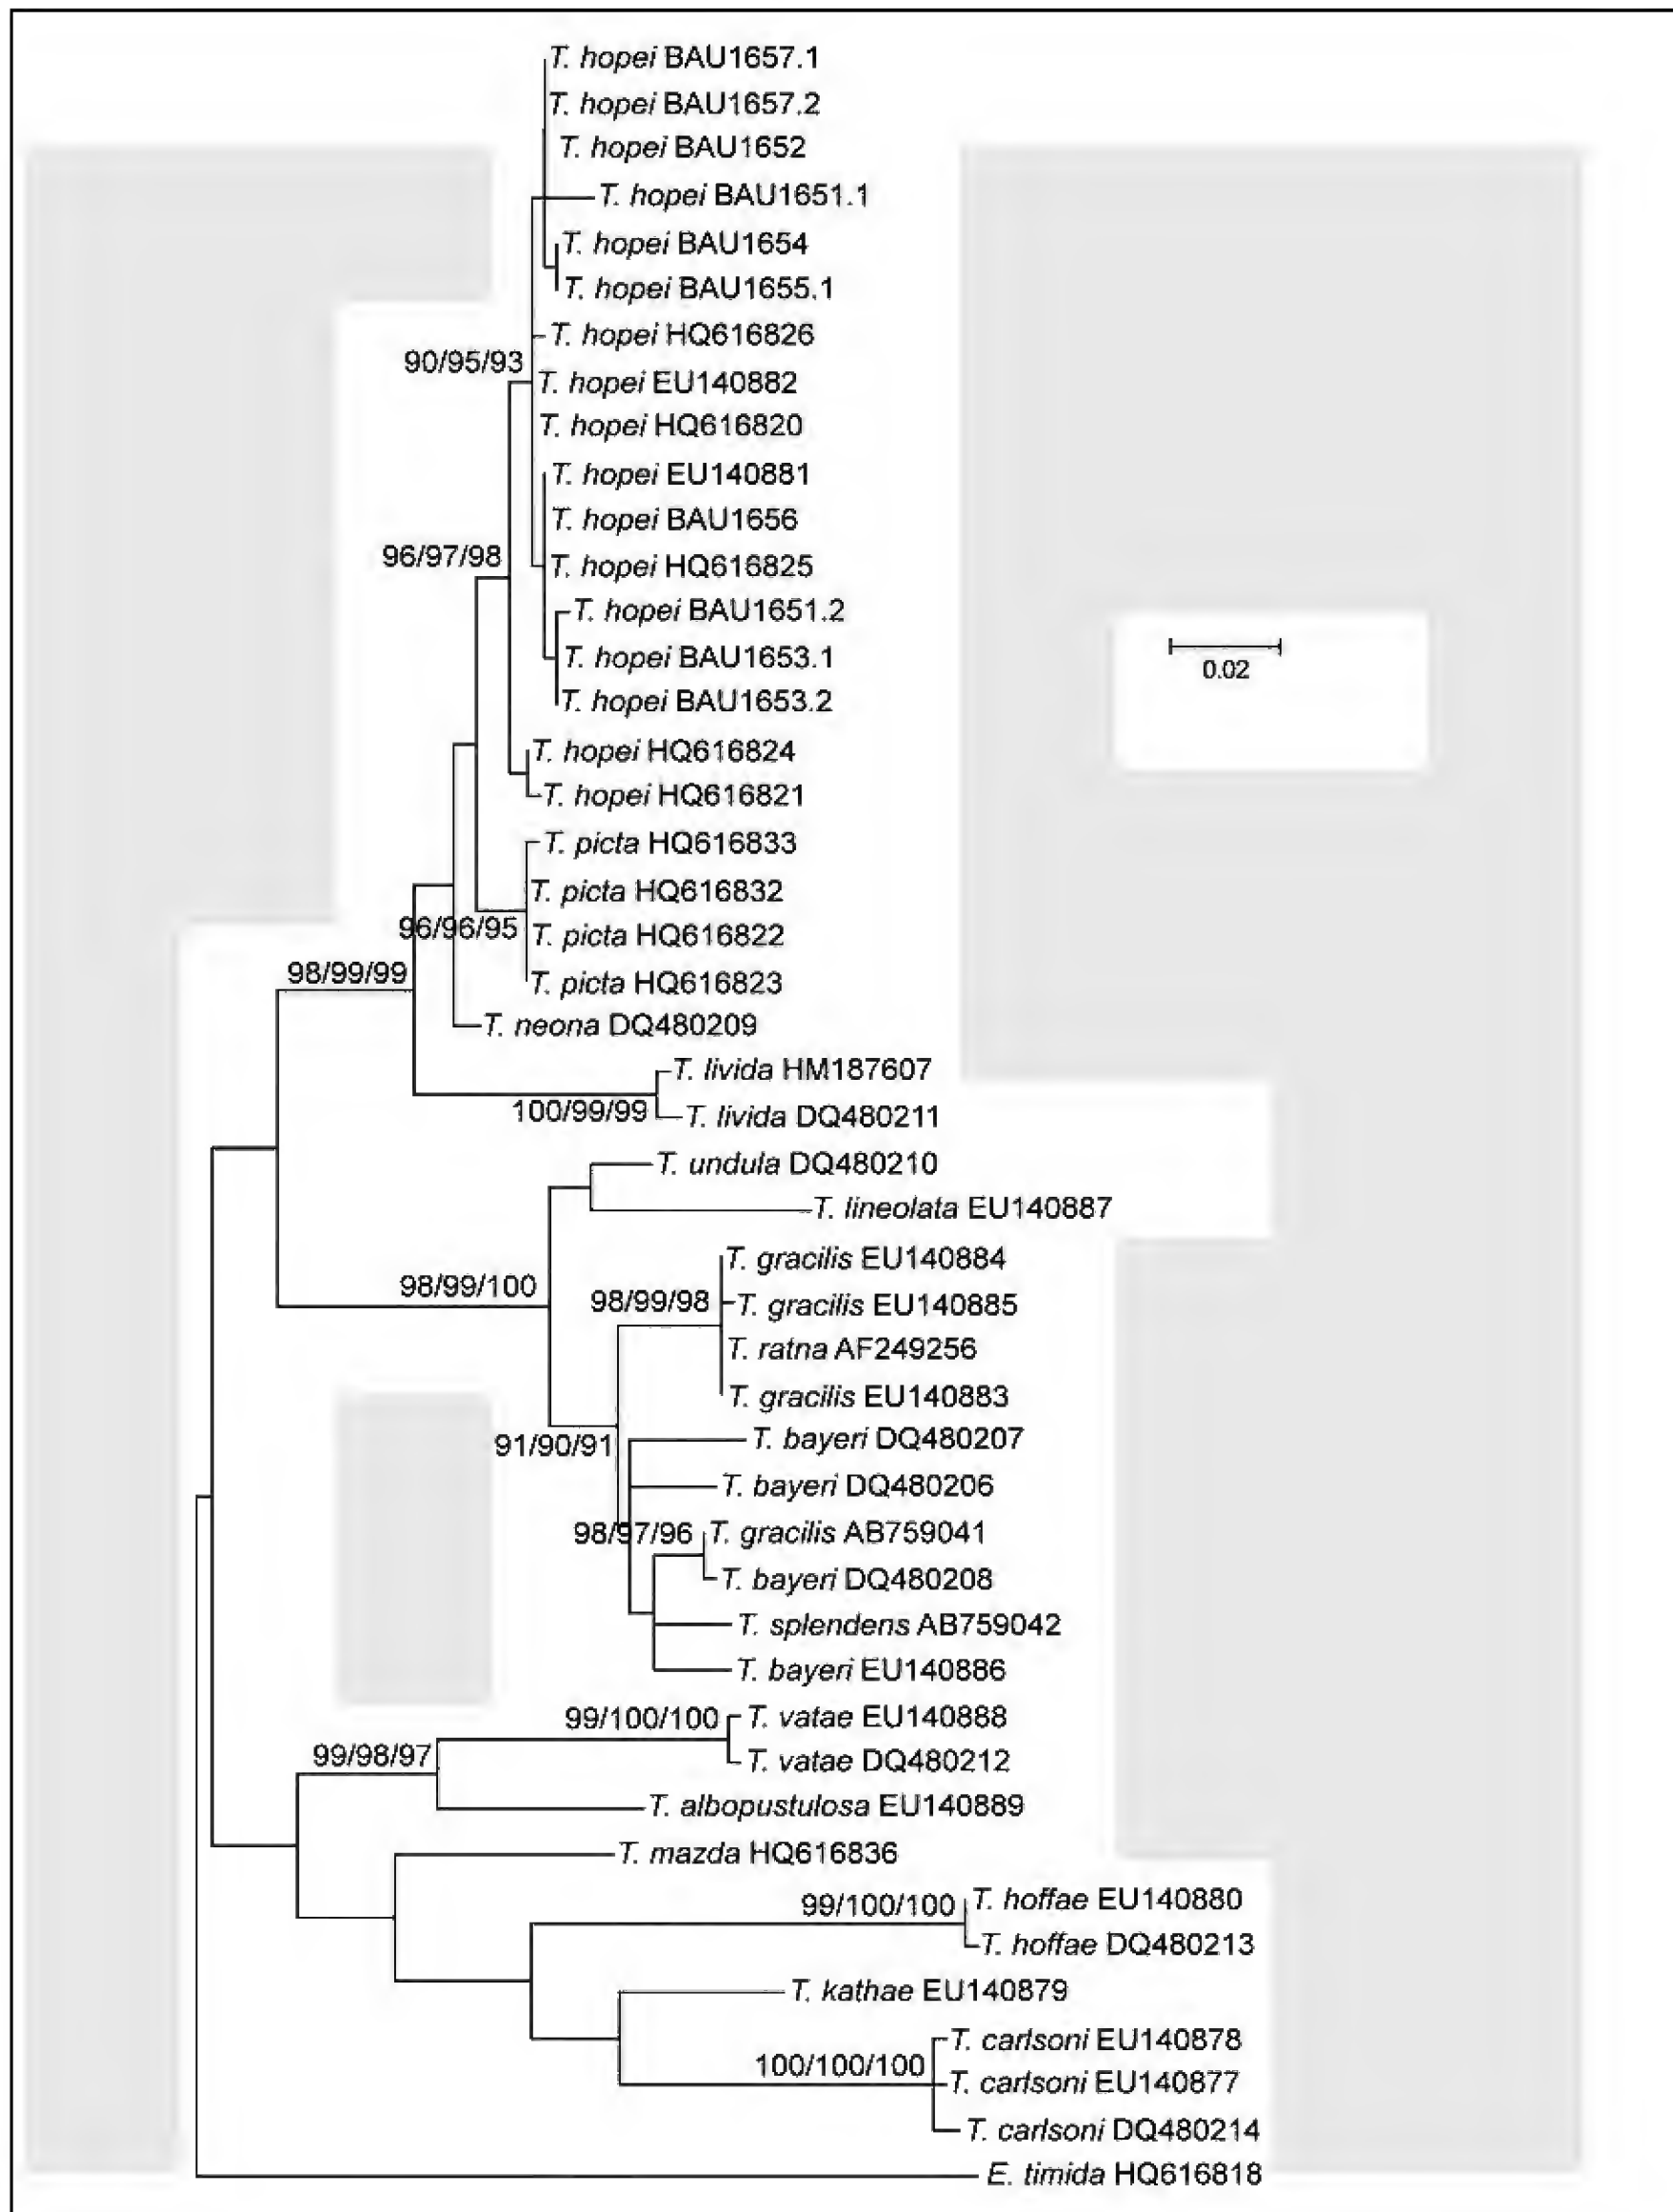 T. hopei BAU1657.1
T. hopei BAU1657.2
T. hopei BAU1652
T. hopei BAU1651.1
T. hopei BAU1654
T. hopei BAU1655.1
T. hopei HQ616826
90/95/93
T. hopei EU140882
T. hopei HQ616820
T. hopei EU140881
T. hopei BAU1656
96/97/98
T. hopei HQ616825
T. hopei BAU1651.2
T. hopei BAU1653.1
0.02
T. hopei BAU1653.2
T. hopei HQ616824
T. hopei HQ616821
T. picta HQ616833
T. picta HQ616832
96/96/95
T. picta HQ616822
98/99/99
T. picta HQ616823
T. neona DQ480209
T. livida HM187607
100/99/99
T. livida DQ480211
T. undula DQ480210
T. lineolata EU140887
T. gracilis EU140884
98/99/100
98/99/98
T. gracilis EU140885
T. ratna AF249256
T. gracilis EU140883
91/90/91
T. bayeri DQ480207
T. bayeri DQ480206
98/97/96
T. gracilis AB759041
T. bayeri DQ480208
T. splendens AB759042
T. bayeri EU140886
99/100/100
T. vatae EU140888
99/98/97
T. vatae DQ480212
T. albopustulosa EU140889
T. mazda HQ616836
99/100/100
T. hoffae EU140880
T. hoffae DQ480213
T. kathae EU140879
T. carlsoni EU140878
100/100/100
T. carlsoni EU140877
T. carlsoni DQ480214
E. timida HQ616818